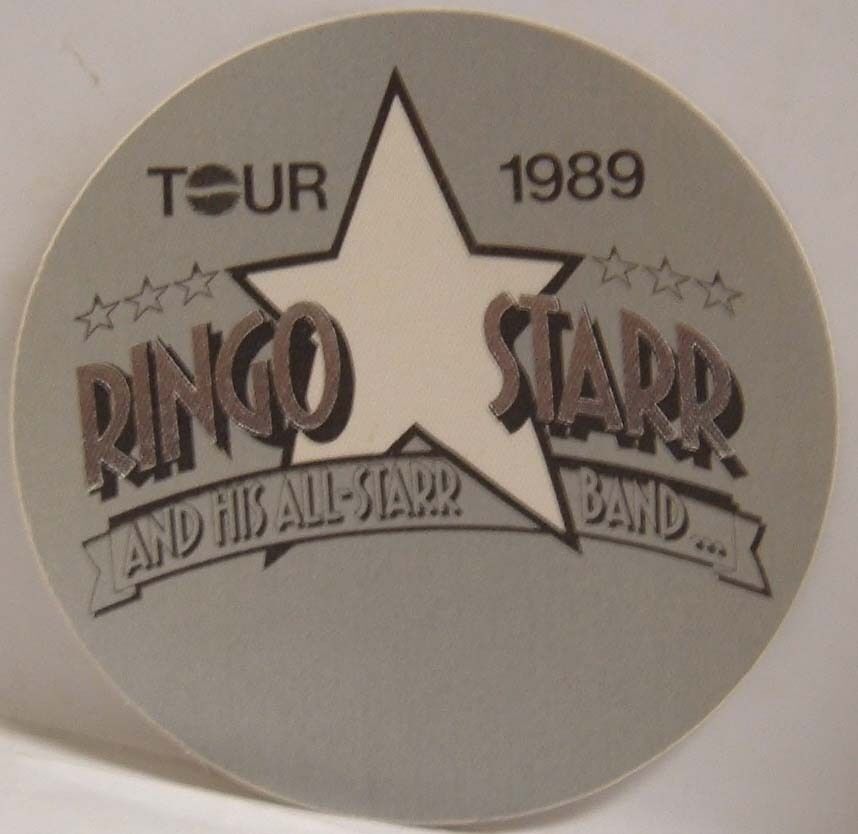 TOUR 1989
RINGO STARR
AND HIS ALL-STARR BAND...